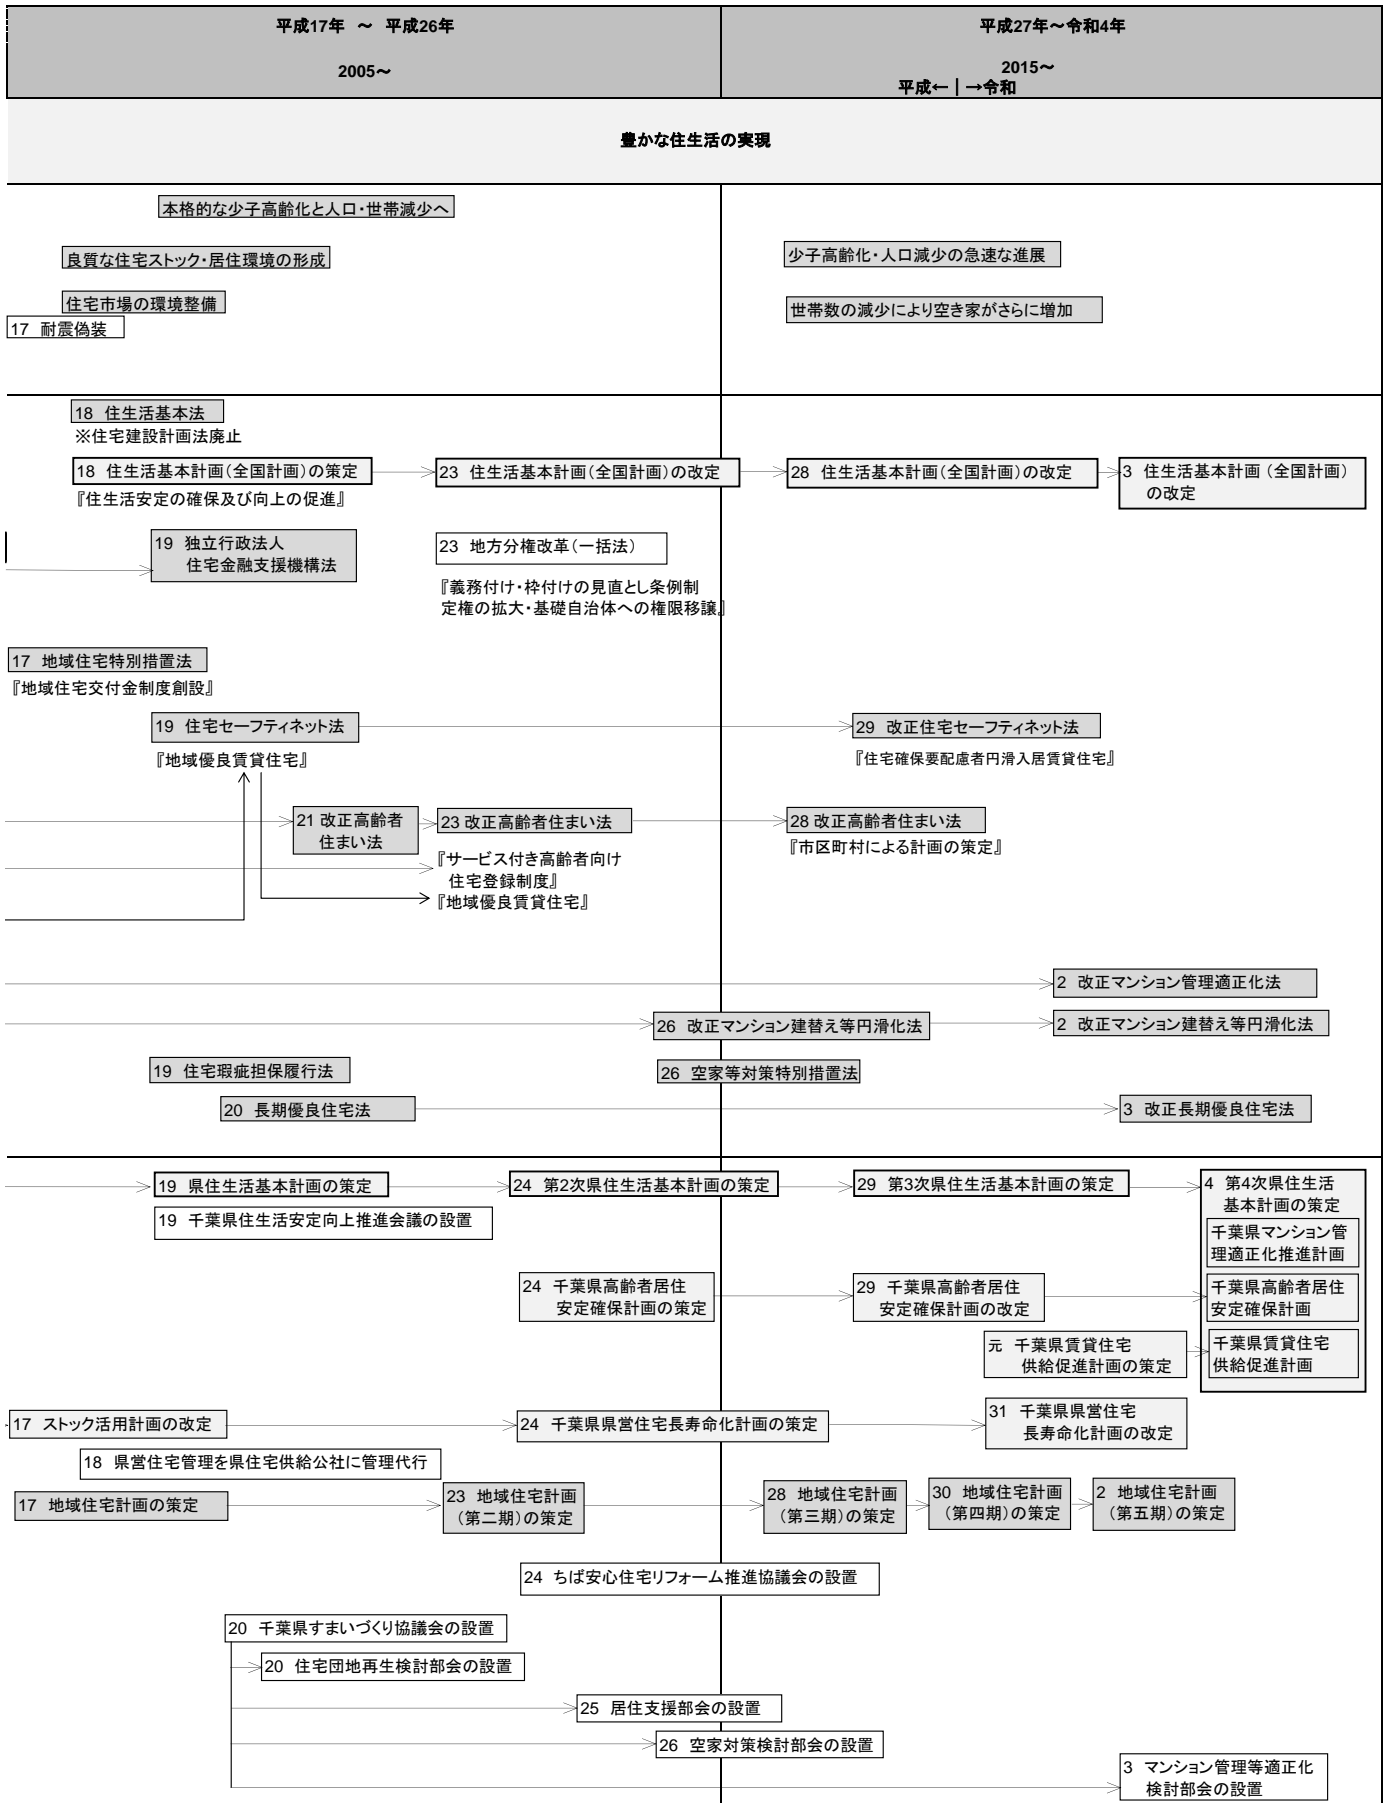 平成17年 ～ 平成26年
2005～
平成27年～令和4年
2015～
平成← | →令和
豊かな住生活の実現
本格的な少子高齢化と人口・世帯減少へ
良質な住宅ストック・居住環境の形成
少子高齢化・人口減少の急速な進展
住宅市場の環境整備
世帯数の減少により空き家がさらに増加
17 耐震偽装
18 住生活基本法
※住宅建設計画法廃止
18 住生活基本計画（全国計画）の策定
23 住生活基本計画（全国計画）の改定
28 住生活基本計画（全国計画）の改定
3 住生活基本計画（全国計画）
の改定
『住生活安定の確保及び向上の促進』
19 独立行政法人
住宅金融支援機構法
23 地方分権改革（一括法）
『義務付け・枠付けの見直とし条例制
定権の拡大・基礎自治体への権限移譲』
17 地域住宅特別措置法
『地域住宅交付金制度創設』
19 住宅セーフティネット法
29 改正住宅セーフティネット法
『地域優良賃貸住宅』
『住宅確保要配慮者円滑入居賃貸住宅』
21 改正高齢者
住まい法
23 改正高齢者住まい法
28 改正高齢者住まい法
『市区町村による計画の策定』
『サービス付き高齢者向け
住宅登録制度』
『地域優良賃貸住宅』
2 改正マンション管理適正化法
26 改正マンション建替え等円滑化法
2 改正マンション建替え等円滑化法
19 住宅瑕疵担保履行法
26 空家等対策特別措置法
20 長期優良住宅法
3 改正長期優良住宅法
19 県住生活基本計画の策定
24 第2次県住生活基本計画の策定
29 第3次県住生活基本計画の策定
4 第4次県住生活
基本計画の策定
19 千葉県住生活安定向上推進会議の設置
千葉県マンション管
理適正化推進計画
24 千葉県高齢者居住
安定確保計画の策定
29 千葉県高齢者居住
安定確保計画の改定
千葉県高齢者居住
安定確保計画
元 千葉県賃貸住宅
供給促進計画の策定
千葉県賃貸住宅
供給促進計画
17 ストック活用計画の改定
24 千葉県県営住宅長寿命化計画の策定
31 千葉県県営住宅
長寿命化計画の改定
18 県営住宅管理を県住宅供給公社に管理代行
17 地域住宅計画の策定
23 地域住宅計画
（第二期）の策定
28 地域住宅計画
（第三期）の策定
30 地域住宅計画
（第四期）の策定
2 地域住宅計画
（第五期）の策定
24 ちば安心住宅リフォーム推進協議会の設置
20 千葉県すまいづくり協議会の設置
20 住宅団地再生検討部会の設置
25 居住支援部会の設置
26 空家対策検討部会の設置
3 マンション管理等適正化
検討部会の設置